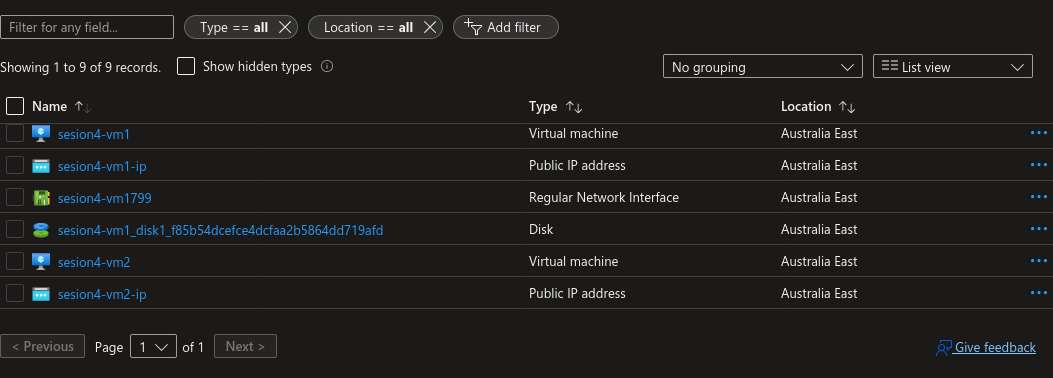 Filter for any field...
Type == all
Location == all
Add filter
Showing 1 to 9 of 9 records.
Show hidden types
No grouping
List view
Name Type Location
sesion4-vm1 Virtual machine Australia East
sesion4-vm1-ip Public IP address Australia East
sesion4-vm1799 Regular Network Interface Australia East
sesion4-vm1_disk1_f85b54dcefce4dcfaa2b5864dd719afd Disk Australia East
sesion4-vm2 Virtual machine Australia East
sesion4-vm2-ip Public IP address Australia East
< Previous Page 1 of 1 Next >
Give feedback